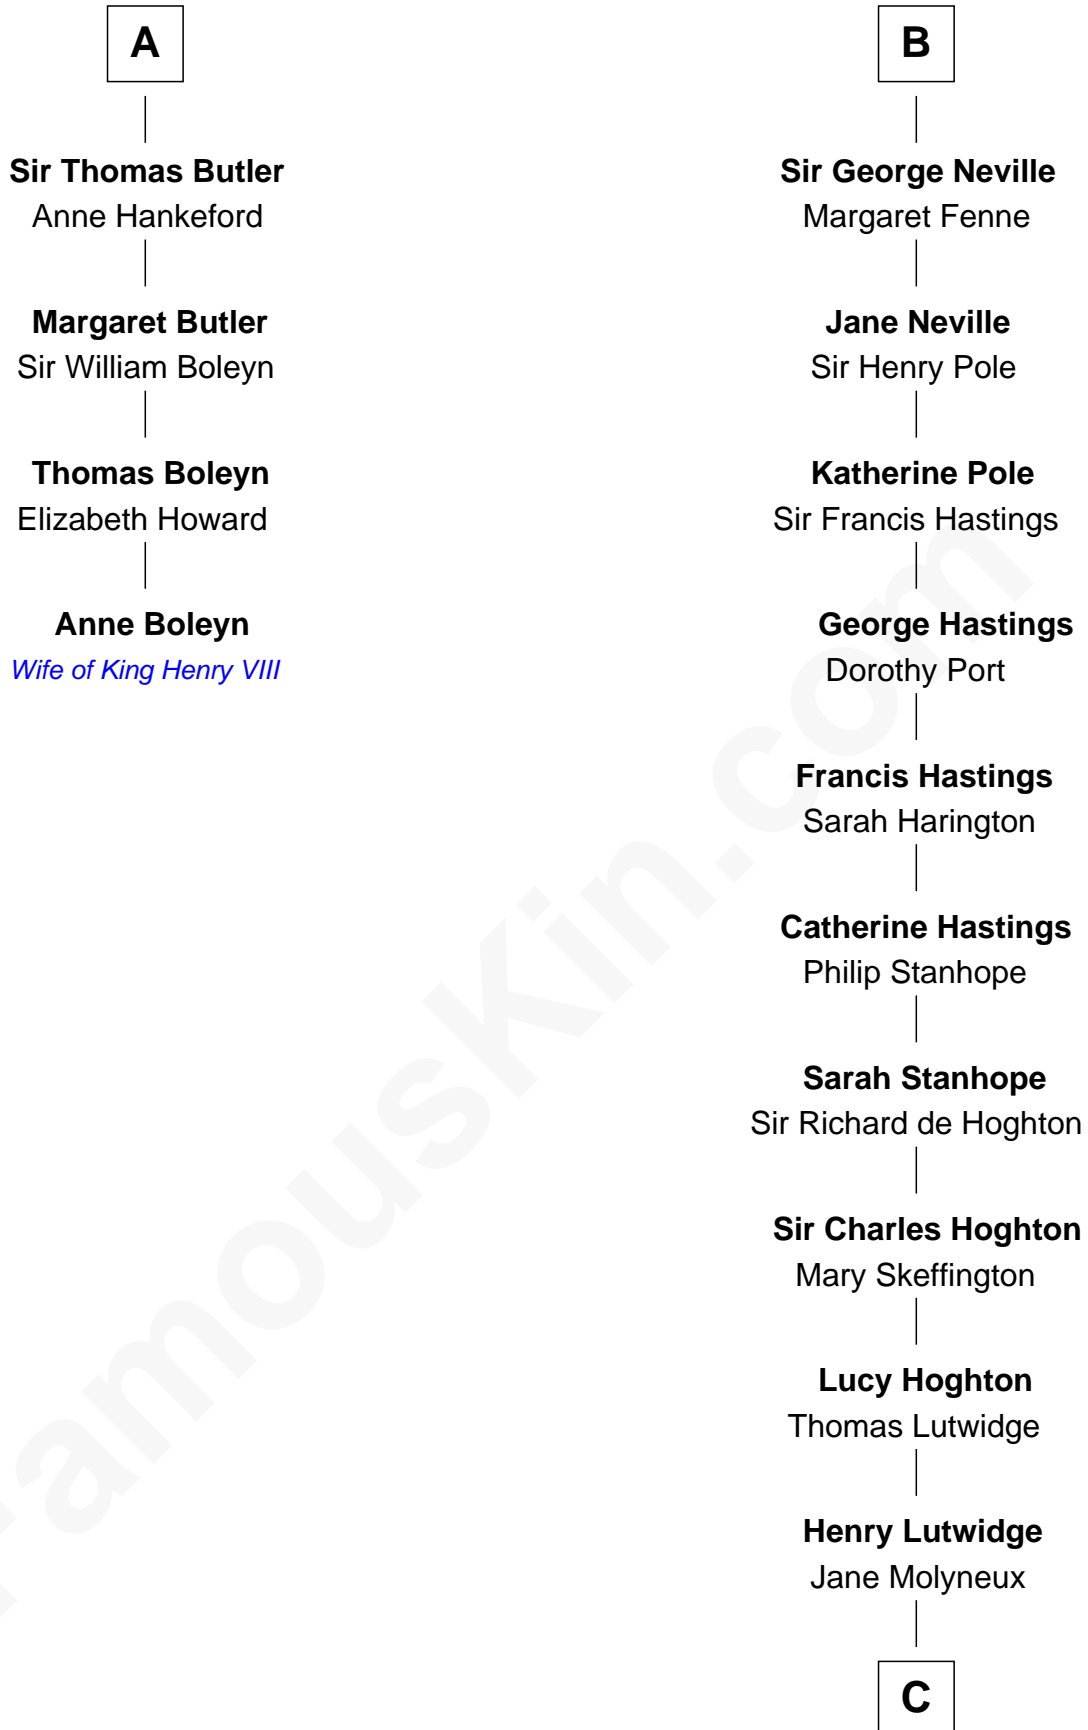 A
Sir Thomas Butler
Anne Hankeford
Margaret Butler
Sir William Boleyn
Thomas Boleyn
Elizabeth Howard
Anne Boleyn
Wife of King Henry VIII
B
Sir George Neville
Margaret Fenne
Jane Neville
Sir Henry Pole
Katherine Pole
Sir Francis Hastings
George Hastings
Dorothy Port
Francis Hastings
Sarah Harington
Catherine Hastings
Philip Stanhope
Sarah Stanhope
Sir Richard de Hoghton
Sir Charles Hoghton
Mary Skeffington
Lucy Hoghton
Thomas Lutwidge
Henry Lutwidge
Jane Molyneux
C
FamousKin.com